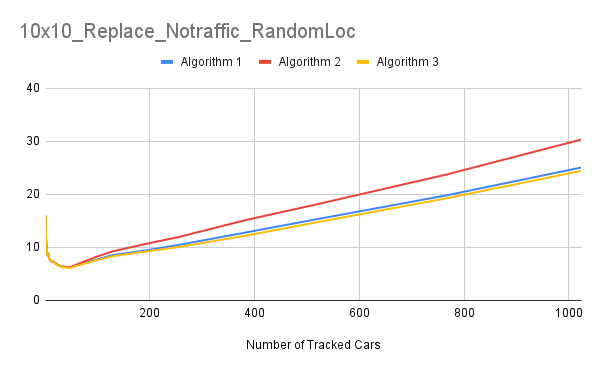 10x10_Replace_Notraffic_RandomLoc
Algorithm 1 Algorithm 2 Algorithm 3
40
30
20
10
0
200 400 600 800 1000
Number of Tracked Cars